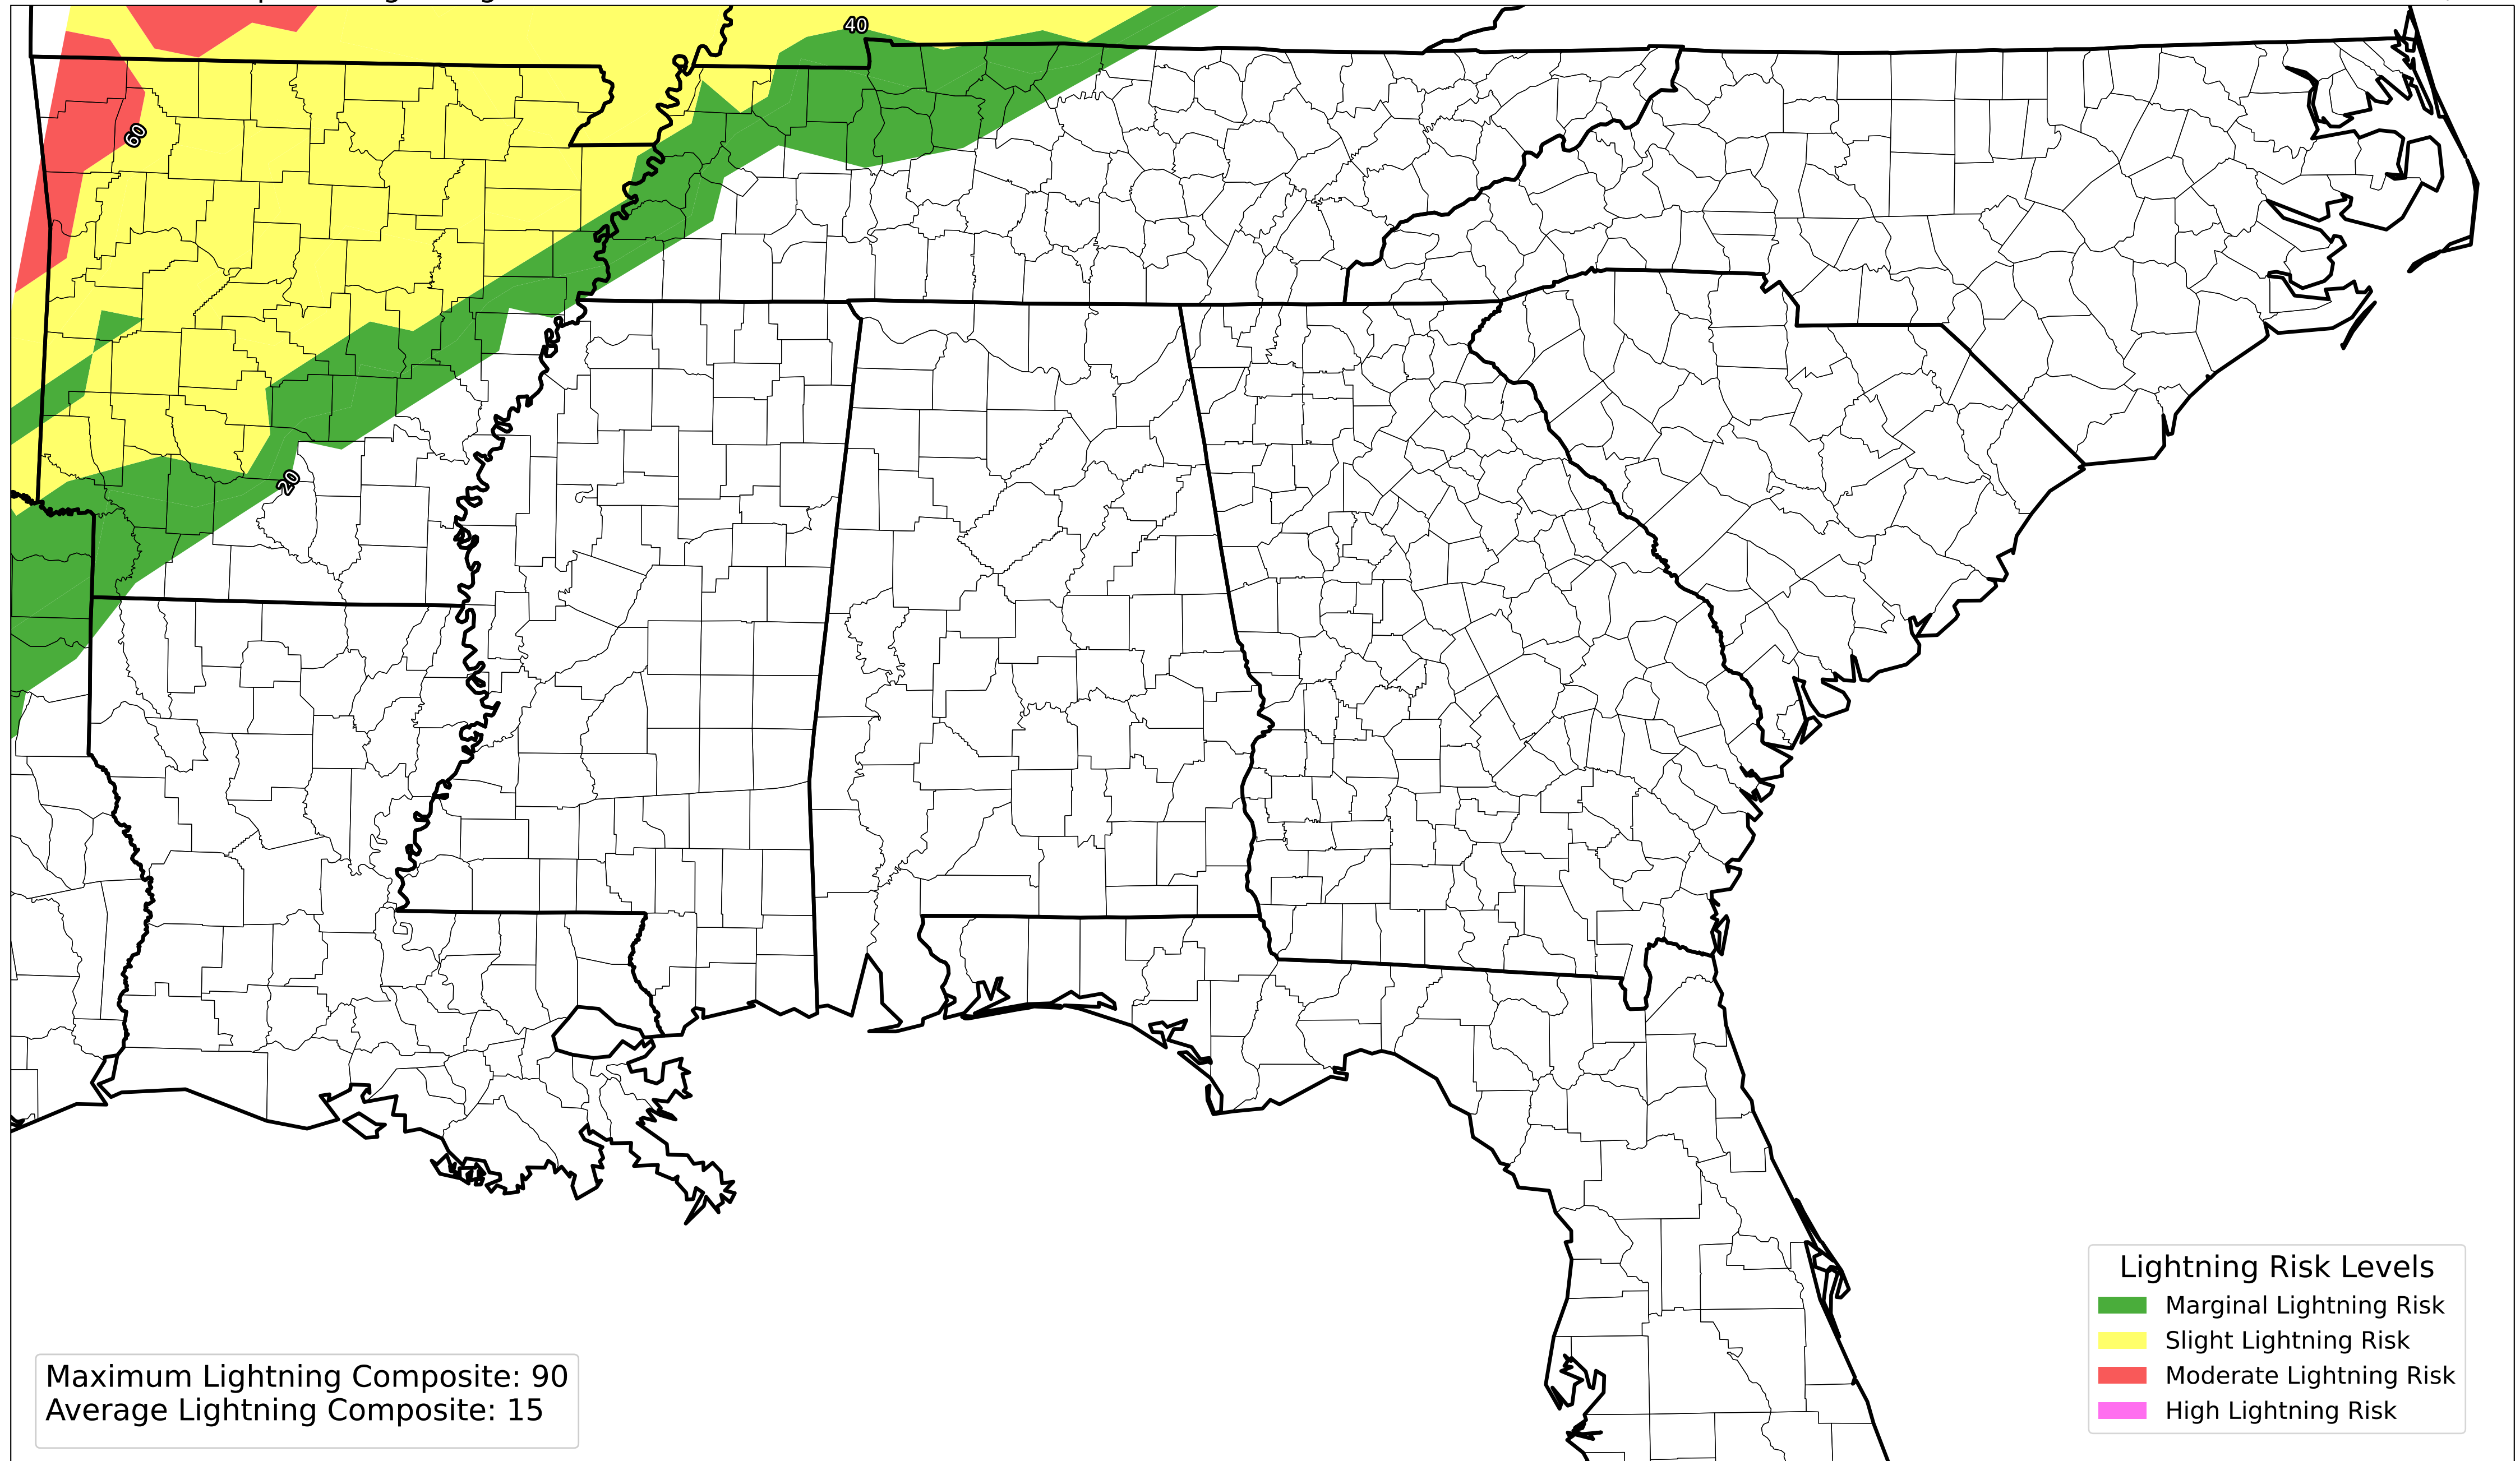 40
60
20
Lightning Risk Levels
Marginal Lightning Risk
Slight Lightning Risk
Moderate Lightning Risk
High Lightning Risk
Maximum Lightning Composite: 90
Average Lightning Composite: 15